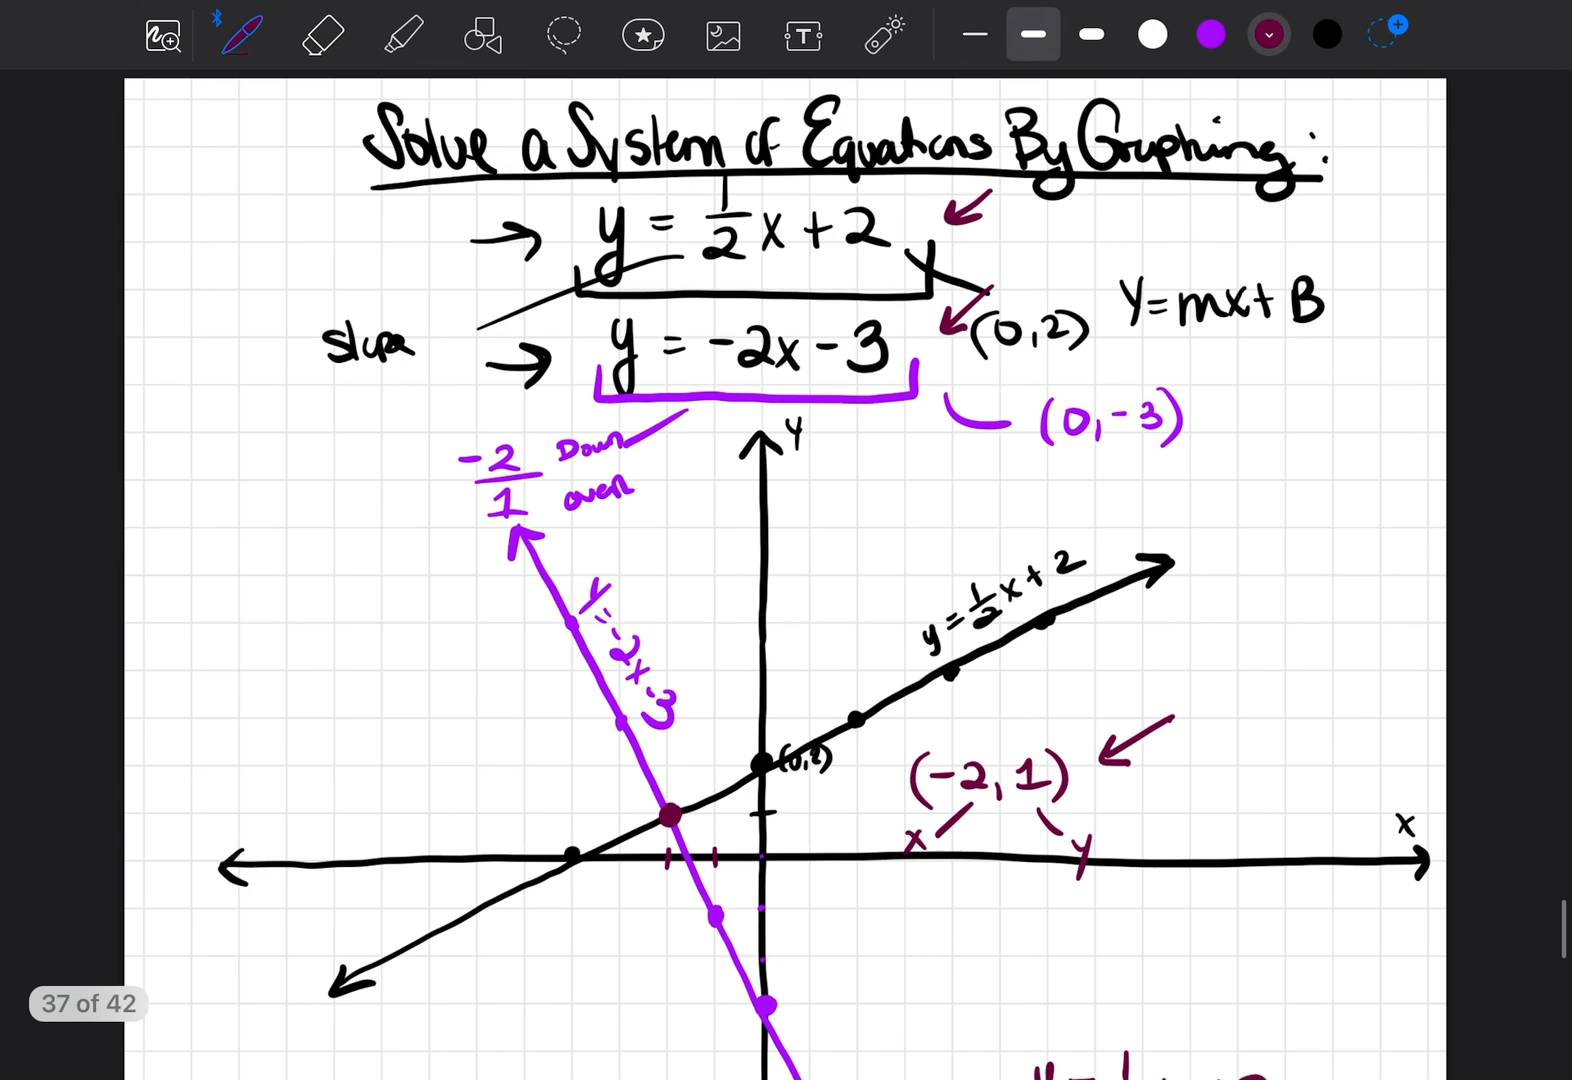 Solve a System of Equations By Graphing:
→ y = 1/2 x + 2
Y = mx + B
slope
→ y = -2x - 3
(0,2)
(0,-3)
-2/1
Down
over
Y
y = 1/2 x + 2
y = -2x - 3
(0,2)
(-2, 1)
x
y
X
37 of 42